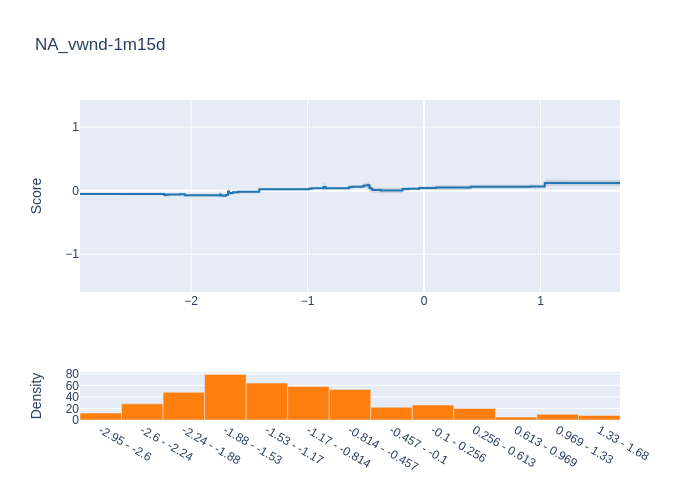 NA_vwnd-1m15d
Score
1
0
−1
−2
−1
0
1
Density
80
60
40
20
0
-2.95 - -2.6
-2.6 - -2.24
-2.24 - -1.88
-1.88 - -1.53
-1.53 - -1.17
-1.17 - -0.814
-0.814 - -0.457
-0.457 - -0.1
-0.1 - 0.256
0.256 - 0.613
0.613 - 0.969
0.969 - 1.33
1.33 - 1.68